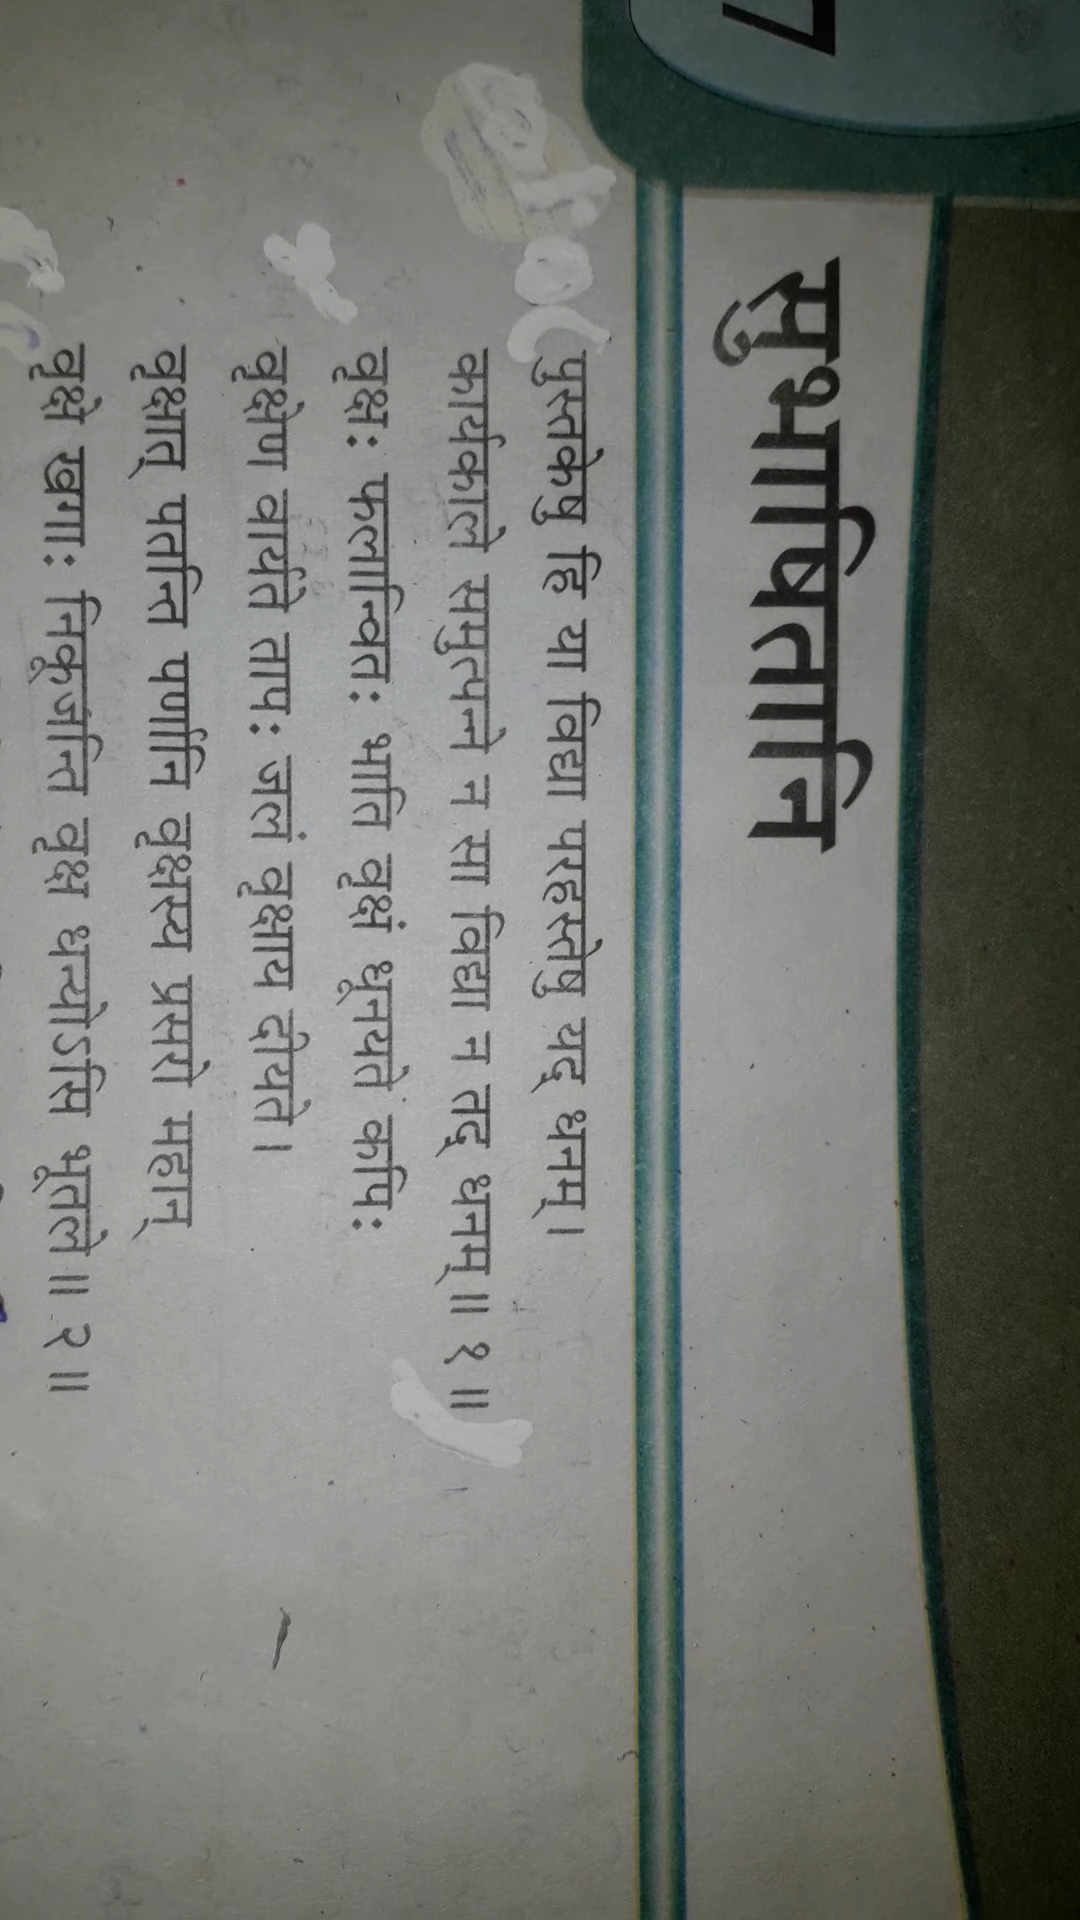 7
सुभाषितानि
पुस्तकेषु हि या विद्या परहस्तेषु यद् धनम्।
कार्यकाले समुत्पन्ने न सा विद्या न तद् धनम्॥ १॥
वृक्षः फलान्वितः भाति वृक्षं धूनयते कपिः
वृक्षेण वार्यते तापः जलं वृक्षाय दीयते।
वृक्षात् पतन्ति पर्णानि वृक्षस्य प्रसरो महान्
वृक्षे खगाः निकूजन्ति वृक्ष धन्योऽसि भूतले॥ २॥